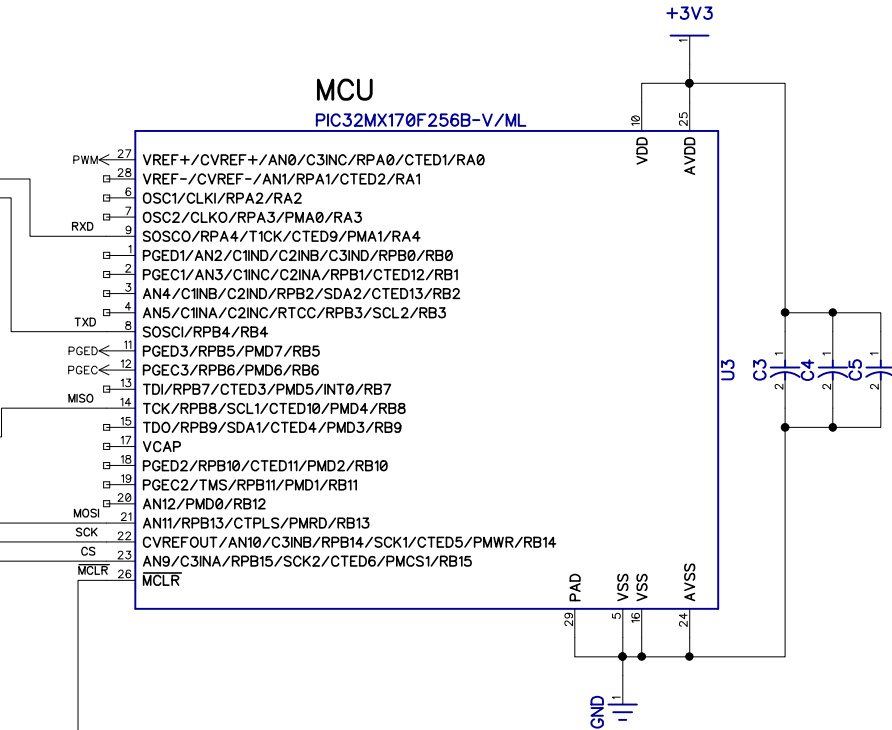 +3V3
1
MCU
PIC32MX170F256B-V/ML
10 25
VDD AVDD
PWM 27 VREF+/CVREF+/AN0/C3INC/RPA0/CTED1/RA0
28 VREF-/CVREF-/AN1/RPA1/CTED2/RA1
6 OSC1/CLKI/RPA2/RA2
7 OSC2/CLKO/RPA3/PMA0/RA3
RXD 9 SOSCO/RPA4/T1CK/CTED9/PMA1/RA4
1 PGED1/AN2/C1IND/C2INB/C3IND/RPB0/RB0
2 PGEC1/AN3/C1INC/C2INA/RPB1/CTED12/RB1
3 AN4/C1INB/C2IND/RPB2/SDA2/CTED13/RB2
4 AN5/C1INA/C2INC/RTCC/RPB3/SCL2/RB3
TXD 8 SOSCI/RPB4/RB4
PGED 11 PGED3/RPB5/PMD7/RB5
PGEC 12 PGEC3/RPB6/PMD6/RB6
13 TDI/RPB7/CTED3/PMD5/INT0/RB7
MISO 14 TCK/RPB8/SCL1/CTED10/PMD4/RB8
15 TDO/RPB9/SDA1/CTED4/PMD3/RB9
17 VCAP
18 PGED2/RPB10/CTED11/PMD2/RB10
19 PGEC2/TMS/RPB11/PMD1/RB11
20 AN12/PMD0/RB12
MOSI 21 AN11/RPB13/CTPLS/PMRD/RB13
SCK 22 CVREFOUT/AN10/C3INB/RPB14/SCK1/CTED5/PMWR/RB14
CS 23 AN9/C3INA/RPB15/SCK2/CTED6/PMCS1/RB15
MCLR 26 MCLR
U3
C3 1 2
C4 1 2
C5 1 2
PAD VSS VSS AVSS
29 5 16 24
GND 1